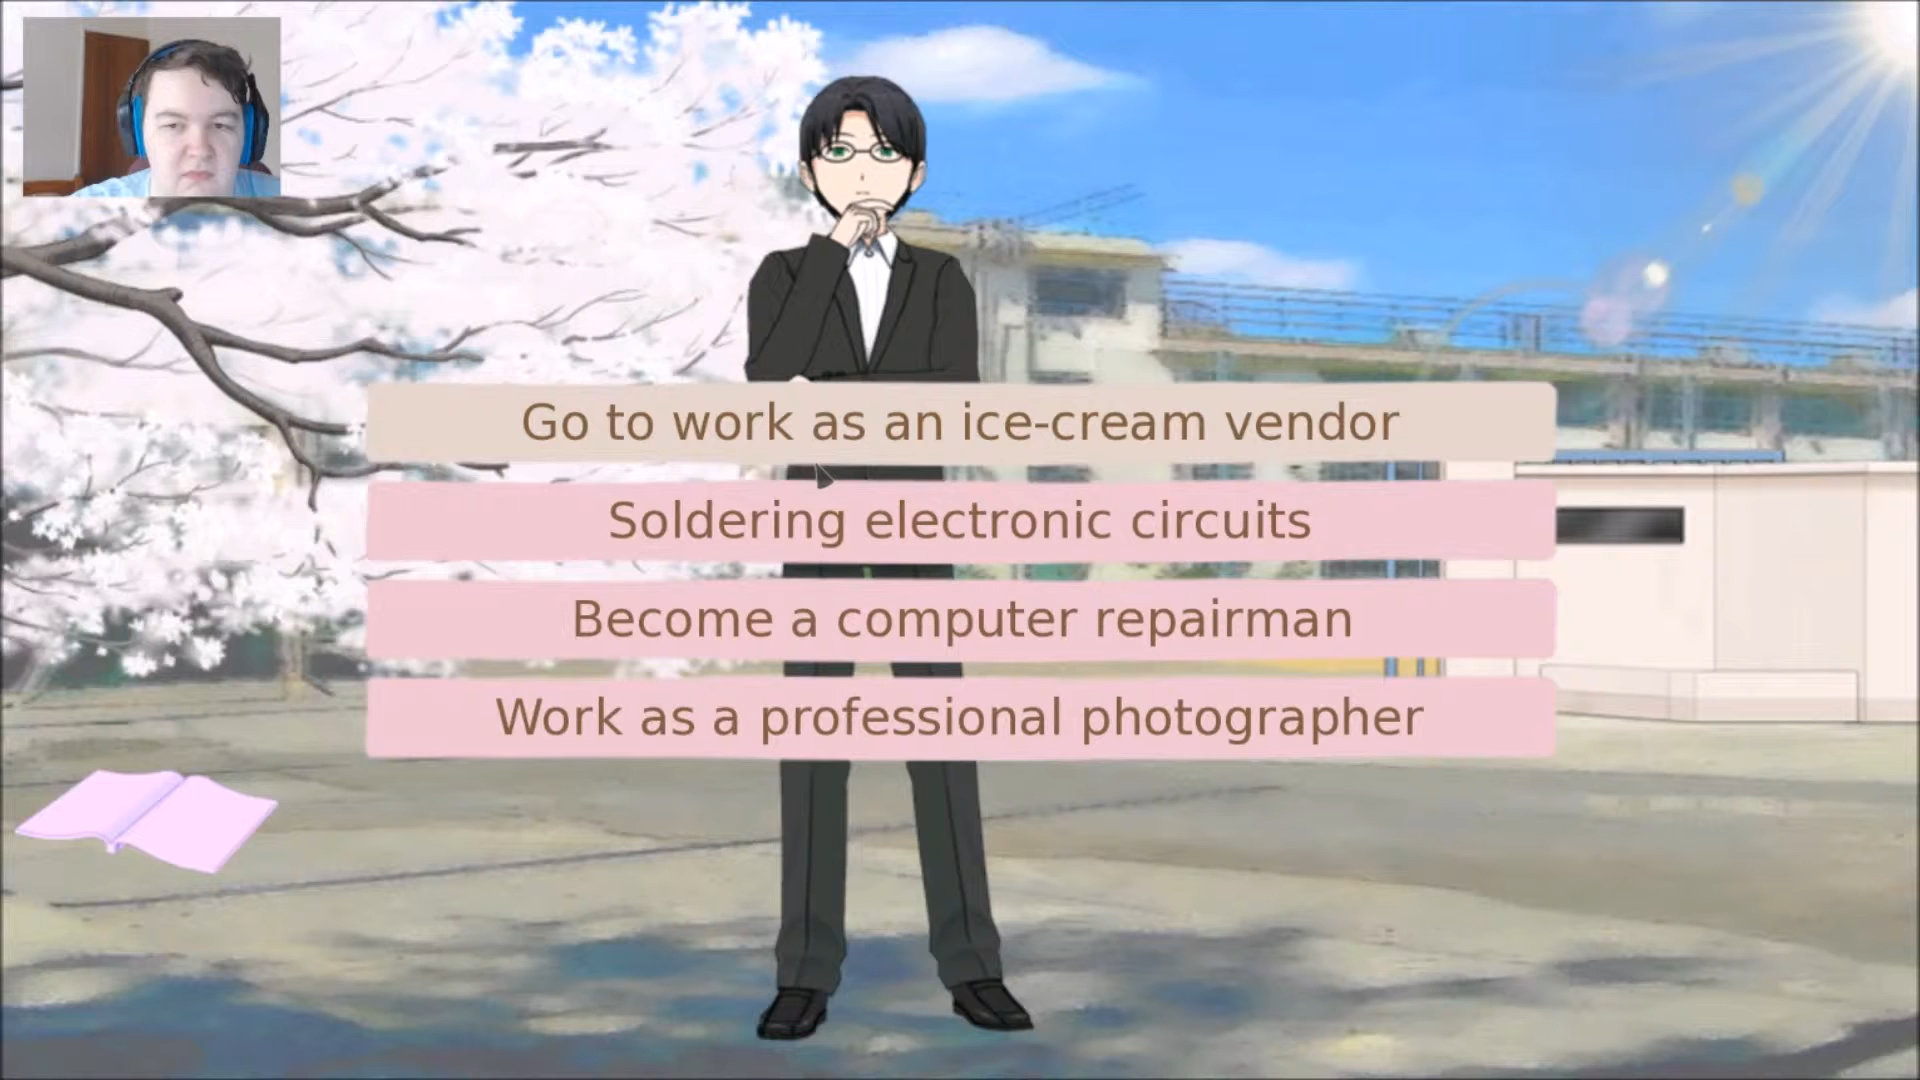 Go to work as an ice-cream vendor
Soldering electronic circuits
Become a computer repairman
Work as a professional photographer